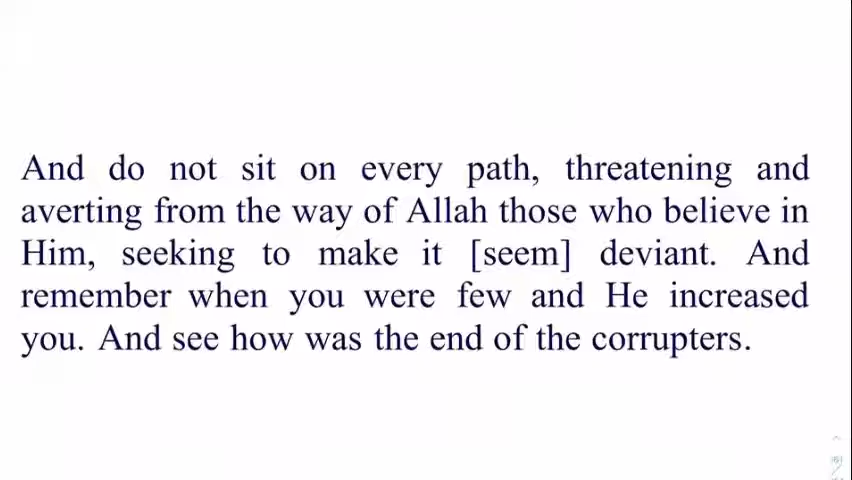 And do not sit on every path, threatening and
averting from the way of Allah those who believe in
Him, seeking to make it [seem] deviant. And
remember when you were few and He increased
you. And see how was the end of the corrupters.